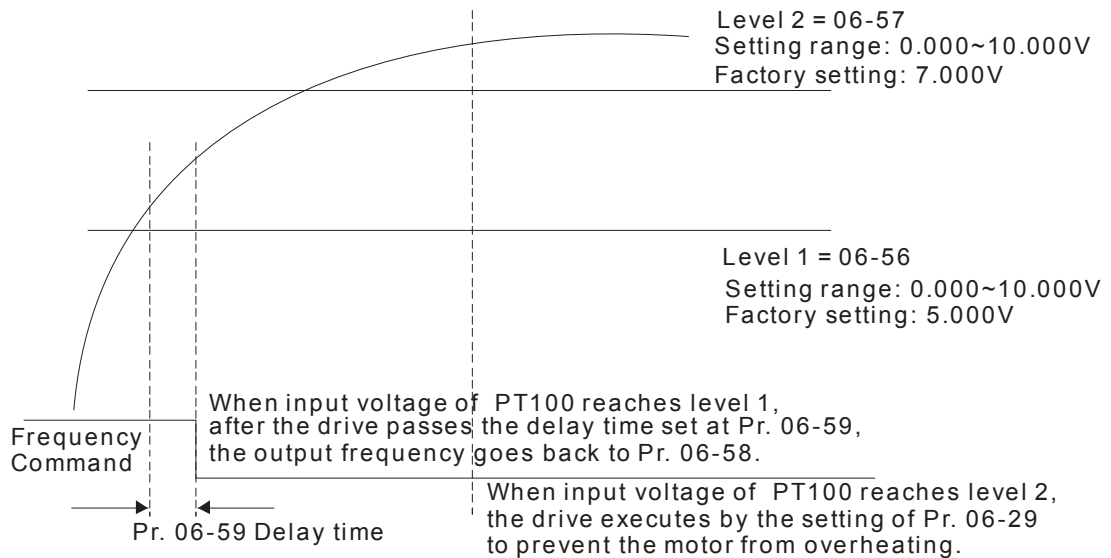 Level 2 = 06-57
Setting range: 0.000~10.000V
Factory setting: 7.000V
Level 1 = 06-56
Setting range: 0.000~10.000V
Factory setting: 5.000V
When input voltage of PT100 reaches level 1,
after the drive passes the delay time set at Pr. 06-59,
the output frequency goes back to Pr. 06-58.
Frequency
Command
When input voltage of PT100 reaches level 2,
the drive executes by the setting of Pr. 06-29
to prevent the motor from overheating.
Pr. 06-59 Delay time